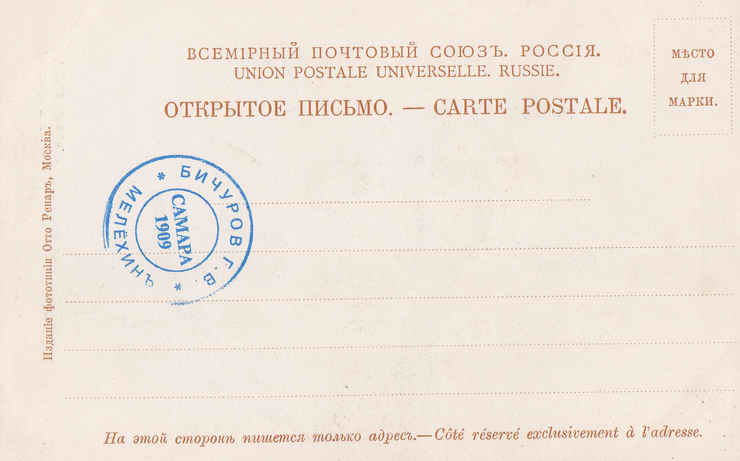 ВСЕМІРНЫЙ ПОЧТОВЫЙ СОЮЗЪ. РОССІЯ.
UNION POSTALE UNIVERSELLE. RUSSIE.
ОТКРЫТОЕ ПИСЬМО. — CARTE POSTALE.
МѢСТО
ДЛЯ
МАРКИ.
Изданіе фототипіи Отто Ренаръ, Москва.
* БИЧУРОВ Г. В. *
МЕЛЁХИНЪ
САМАРА
1909
На этой сторонѣ пишется только адресъ.—Côté réservé exclusivement à l'adresse.